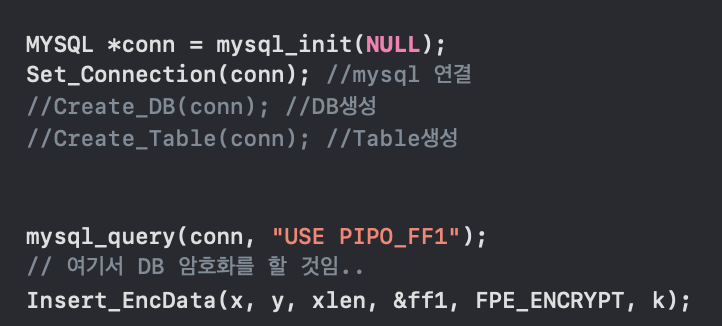 MYSQL *conn = mysql_init(NULL);
Set_Connection(conn); //mysql 연결
//Create_DB(conn); //DB생성
//Create_Table(conn); //Table생성
mysql_query(conn, "USE PIPO_FF1");
// 여기서 DB 암호화를 할 것임..
Insert_EncData(x, y, xlen, &ff1, FPE_ENCRYPT, k);